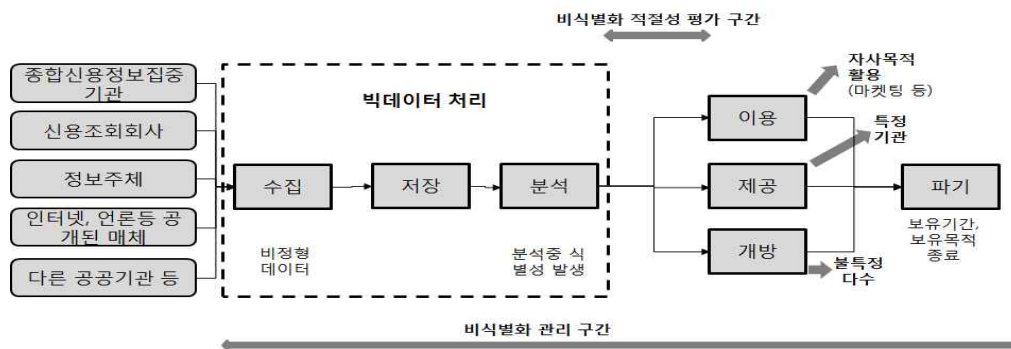 비식별화 적절성 평가 구간
종합신용정보집중
기관
신용조회회사
정보주체
인터넷, 언론등 공
개된 매체
다른 공공기관 등
빅데이터 처리
수집
저장
분석
비정형
데이터
분석중 식
별성 발생
이용
제공
개방
자사목적
활용
(마켓팅 등)
특정
기관
불특정
다수
파기
보유기간,
보유목적
종료
비식별화 관리 구간